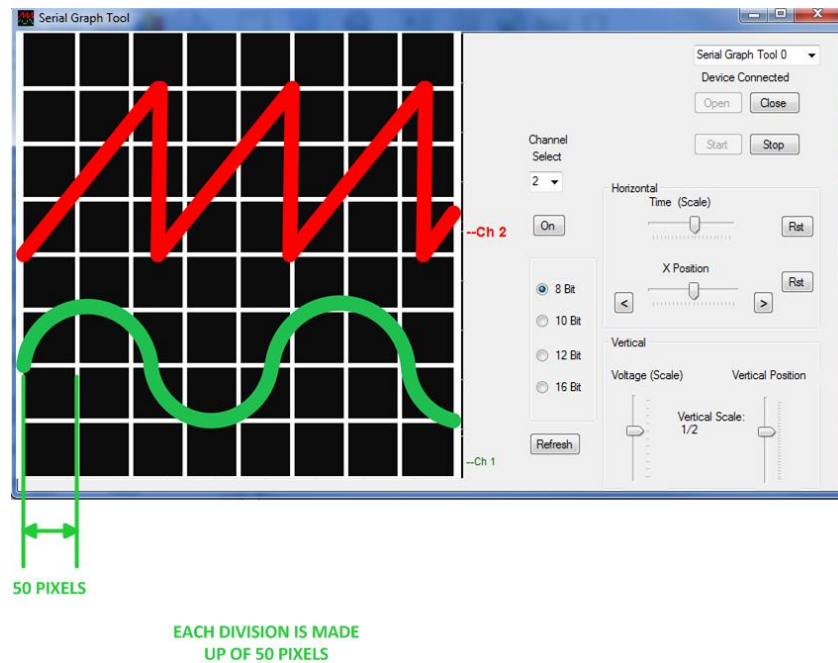 Serial Graph Tool
Serial Graph Tool 0
Device Connected
Open
Close
Start
Stop
Channel
Select
2
On
--Ch 2
8 Bit
10 Bit
12 Bit
16 Bit
Refresh
--Ch 1
Horizontal
Time (Scale)
Rst
X Position
Rst
<
>
Vertical
Voltage (Scale)
Vertical Position
Vertical Scale:
1/2
50 PIXELS
EACH DIVISION IS MADE
UP OF 50 PIXELS